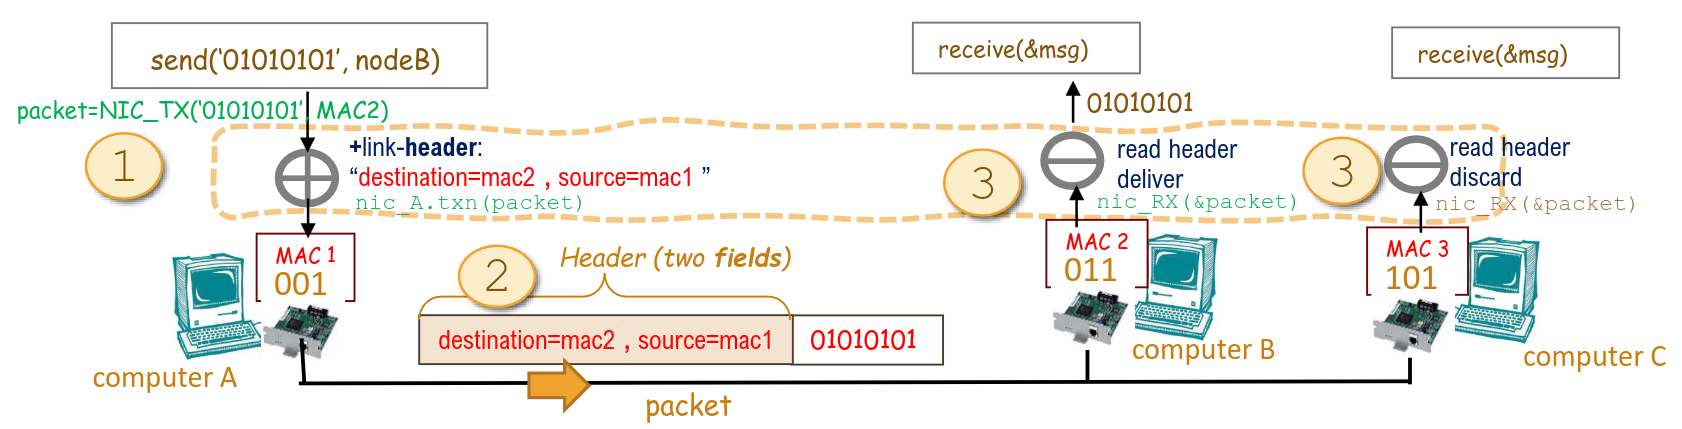 send('01010101', nodeB)
receive(&msg)
receive(&msg)
packet=NIC_TX('01010101', MAC2)
01010101
1
+link-header:
"destination=mac2 , source=mac1 "
nic_A.txn(packet)
3
read header
deliver
nic_RX(&packet)
3
read header
discard
nic_RX(&packet)
MAC 1
001
2
Header (two fields)
MAC 2
011
MAC 3
101
destination=mac2 , source=mac1
01010101
computer A
computer B
computer C
packet